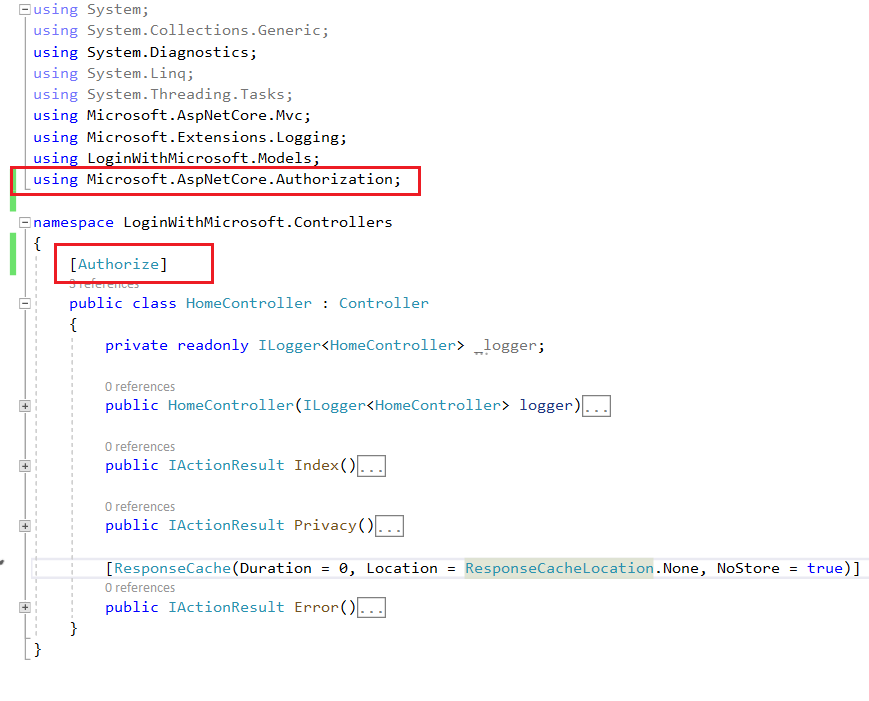 using System;
using System.Collections.Generic;
using System.Diagnostics;
using System.Linq;
using System.Threading.Tasks;
using Microsoft.AspNetCore.Mvc;
using Microsoft.Extensions.Logging;
using LoginWithMicrosoft.Models;
using Microsoft.AspNetCore.Authorization;
namespace LoginWithMicrosoft.Controllers
{
[Authorize]
3 references
public class HomeController : Controller
{
private readonly ILogger<HomeController> _logger;
0 references
public HomeController(ILogger<HomeController> logger)...
0 references
public IActionResult Index()...
0 references
public IActionResult Privacy()...
[ResponseCache(Duration = 0, Location = ResponseCacheLocation.None, NoStore = true)]
0 references
public IActionResult Error()...
}
}